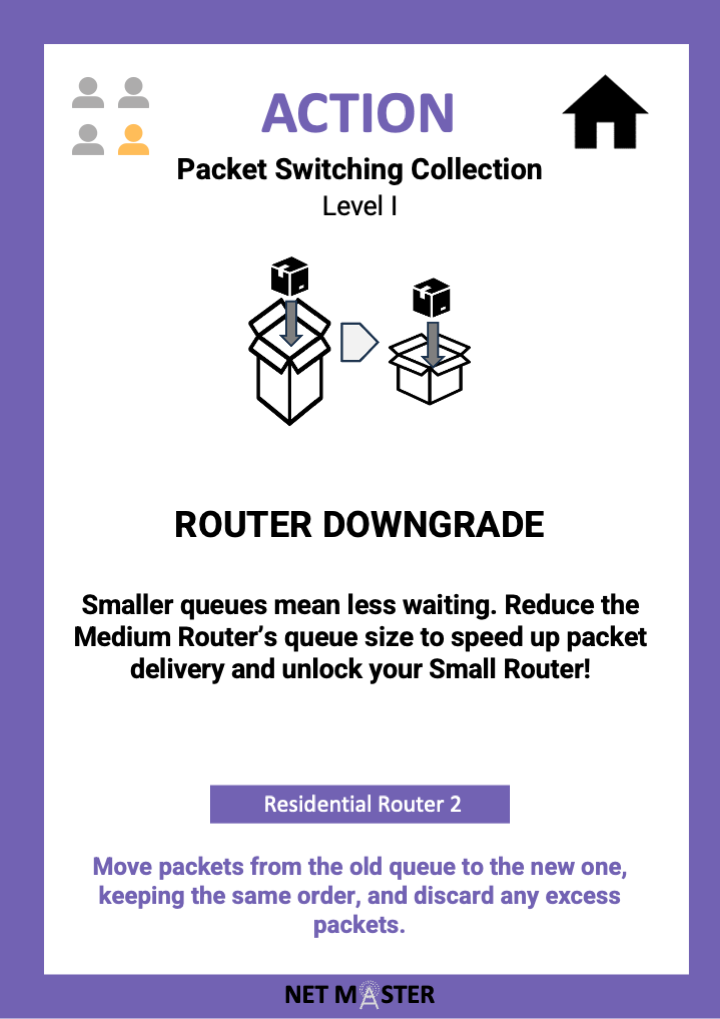 ACTION
Packet Switching Collection
Level I
ROUTER DOWNGRADE
Smaller queues mean less waiting. Reduce the
Medium Router’s queue size to speed up packet
delivery and unlock your Small Router!
Residential Router 2
Move packets from the old queue to the new one,
keeping the same order, and discard any excess
packets.
NET MASTER